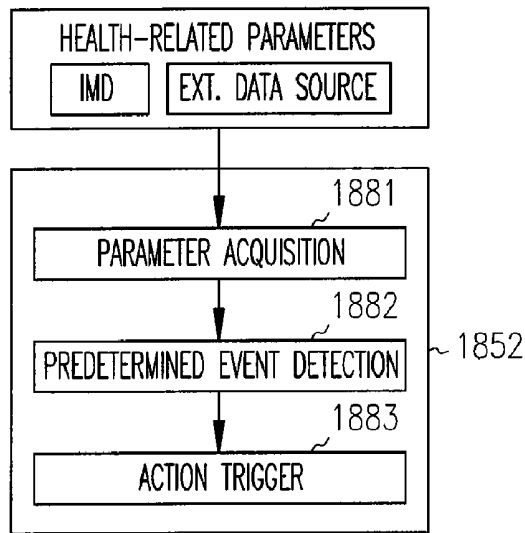 HEALTH-RELATED PARAMETERS
IMD
EXT. DATA SOURCE
1881
PARAMETER ACQUISITION
1882
PREDETERMINED EVENT DETECTION
1852
1883
ACTION TRIGGER